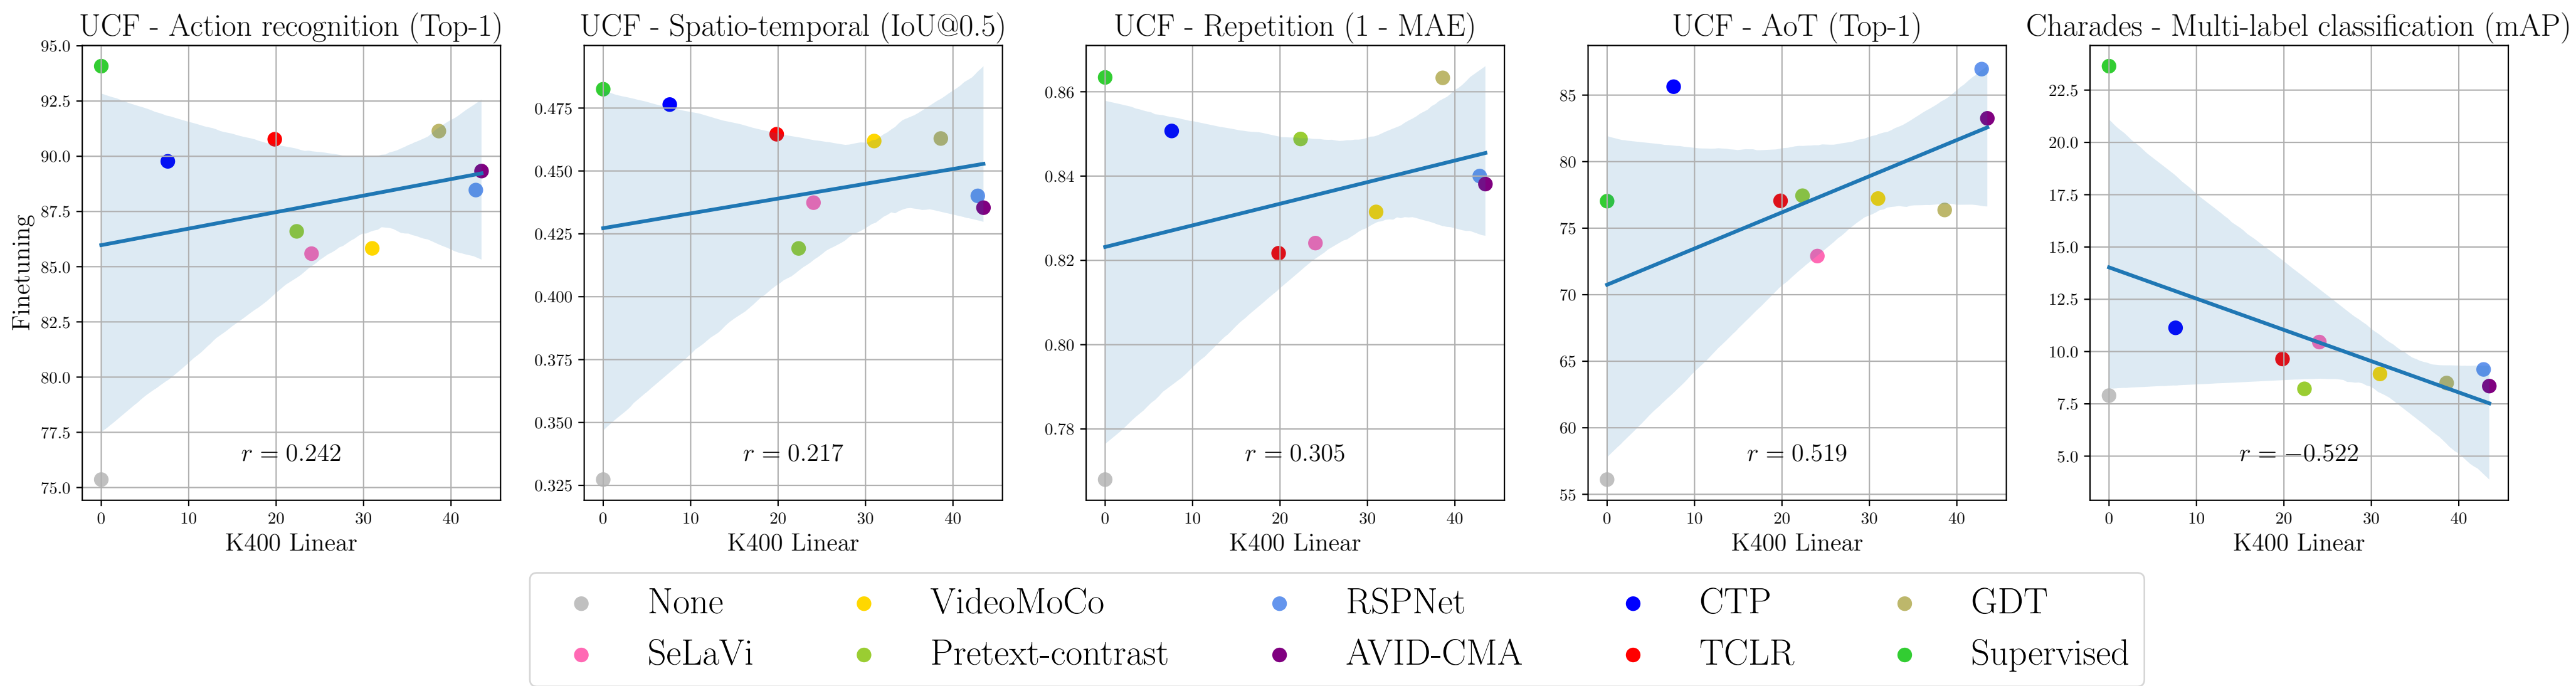 UCF - Action recognition (Top-1)
95.0
92.5
90.0
87.5
85.0
82.5
80.0
77.5
75.0
Finetuning
r = 0.242
0 10 20 30 40
K400 Linear
UCF - Spatio-temporal (IoU@0.5)
0.475
0.450
0.425
0.400
0.375
0.350
0.325
r = 0.217
0 10 20 30 40
K400 Linear
UCF - Repetition (1 - MAE)
0.86
0.84
0.82
0.80
0.78
r = 0.305
0 10 20 30 40
K400 Linear
UCF - AoT (Top-1)
85
80
75
70
65
60
55
r = 0.519
0 10 20 30 40
K400 Linear
Charades - Multi-label classification (mAP)
22.5
20.0
17.5
15.0
12.5
10.0
7.5
5.0
r = −0.522
0 10 20 30 40
K400 Linear
None VideoMoCo RSPNet CTP GDT
SeLaVi Pretext-contrast AVID-CMA TCLR Supervised